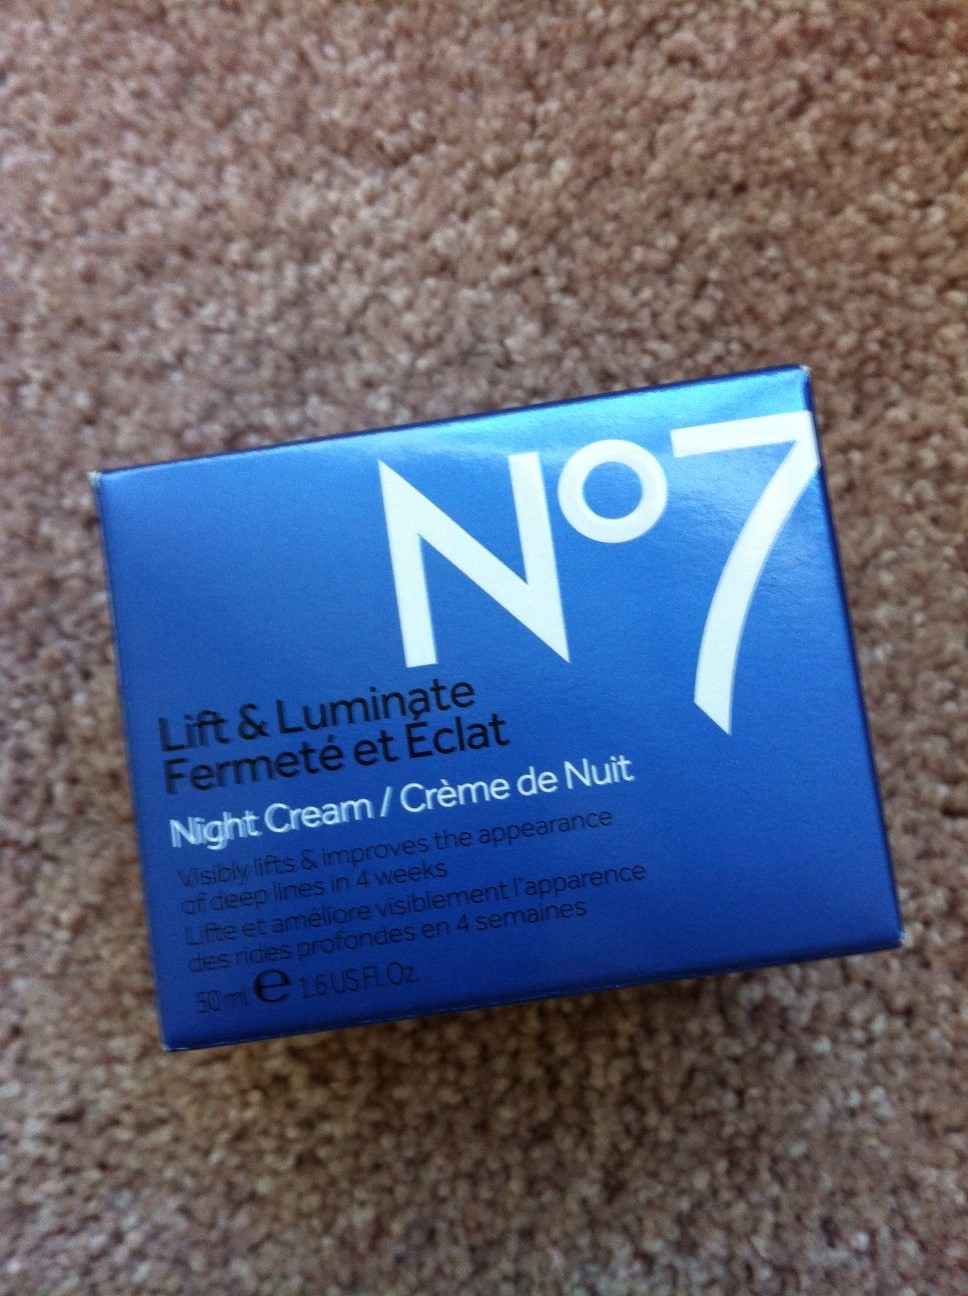 Nº7
Lift & Luminate
Fermeté et Éclat
Night Cream / Crème de Nuit
Visibly lifts & improves the appearance
of deep lines in 4 weeks
Lifte et améliore visiblement l'apparence
des rides profondes en 4 semaines
50 ml e 1.6 US Fl. Oz.